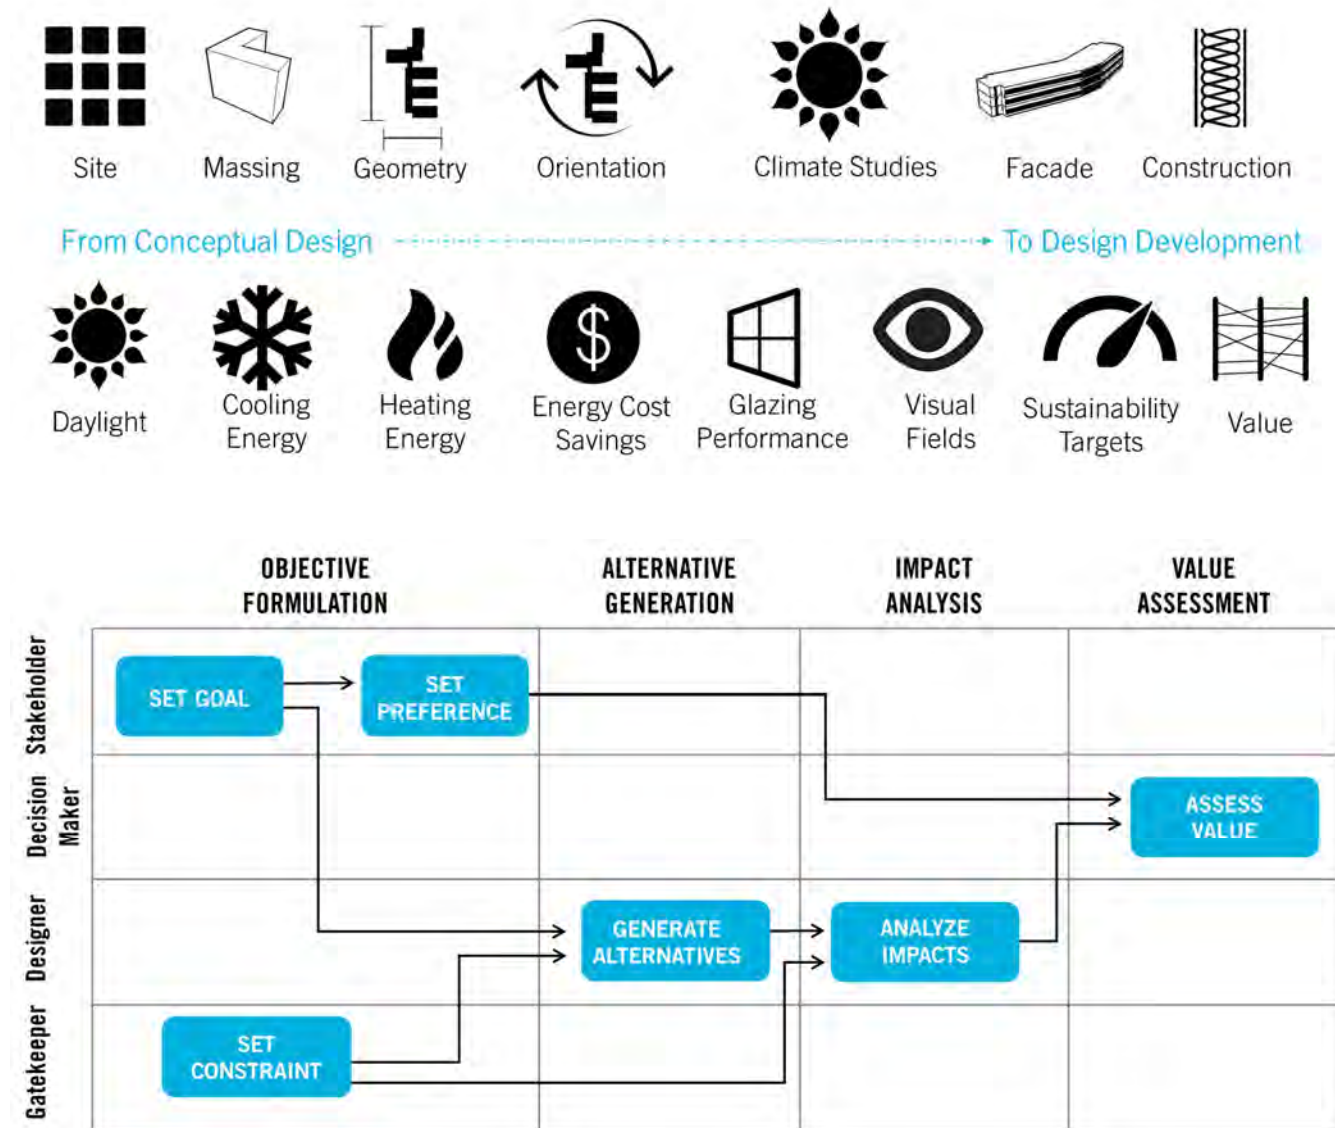 Site
Massing
Geometry
Orientation
Climate Studies
Facade
Construction
From Conceptual Design
To Design Development
Daylight
Cooling
Energy
Heating
Energy
$
Energy Cost
Savings
Glazing
Performance
Visual
Fields
Sustainability
Targets
Value
OBJECTIVE
FORMULATION
ALTERNATIVE
GENERATION
IMPACT
ANALYSIS
VALUE
ASSESSMENT
Stakeholder
SET GOAL
SET
PREFERENCE
Decision
Maker
ASSESS
VALUE
Designer
GENERATE
ALTERNATIVES
ANALYZE
IMPACTS
Gatekeeper
SET
CONSTRAINT